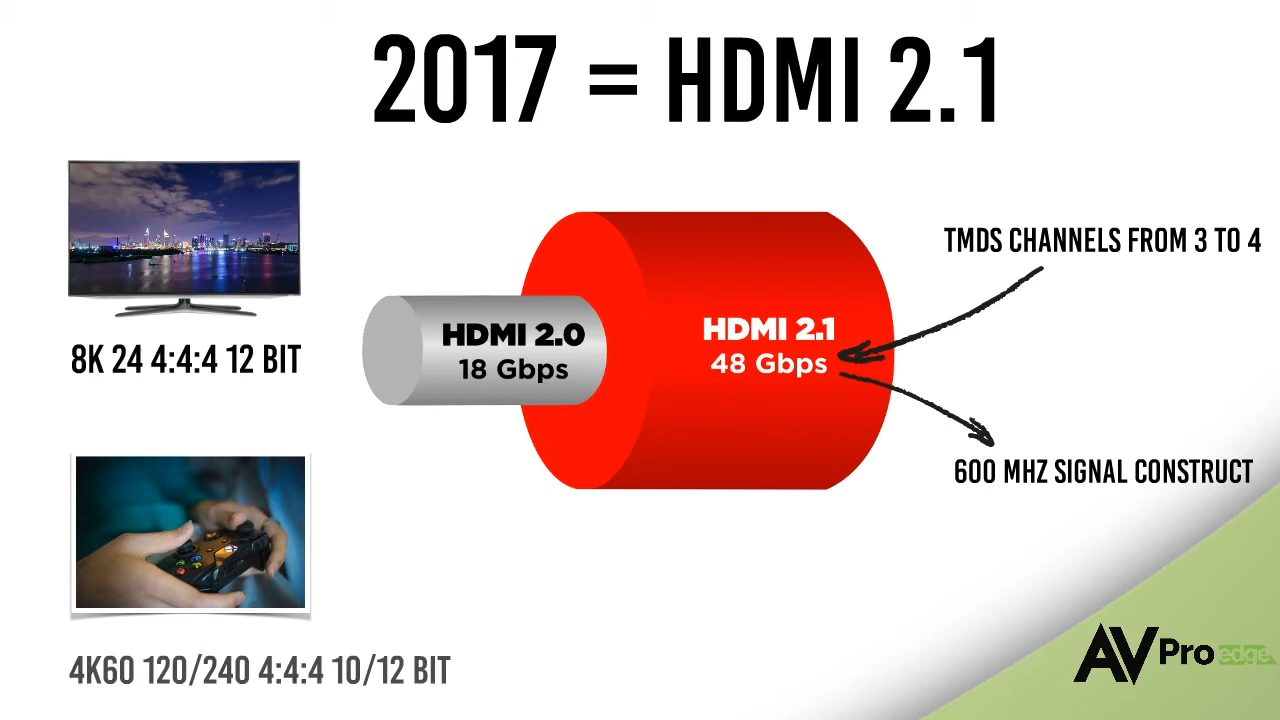 2017 = HDMI 2.1
TMDS CHANNELS FROM 3 TO 4
HDMI 2.0
18 Gbps
HDMI 2.1
48 Gbps
8K 24 4:4:4 12 BIT
600 MHZ SIGNAL CONSTRUCT
4K60 120/240 4:4:4 10/12 BIT
AVPro edge